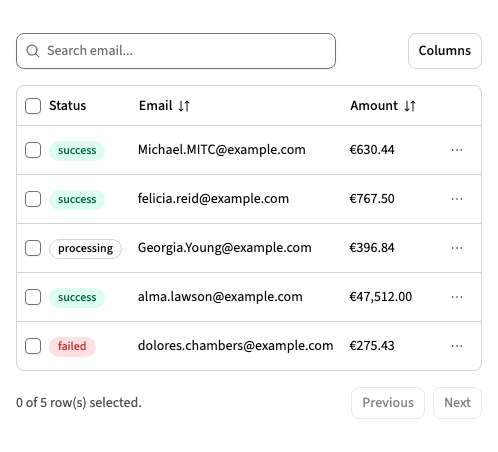 Search email...
Columns
Status Email Amount
success Michael.MITC@example.com €630.44 ...
success felicia.reid@example.com €767.50 ...
processing Georgia.Young@example.com €396.84 ...
success alma.lawson@example.com €47,512.00 ...
failed dolores.chambers@example.com €275.43 ...
0 of 5 row(s) selected.
Previous Next